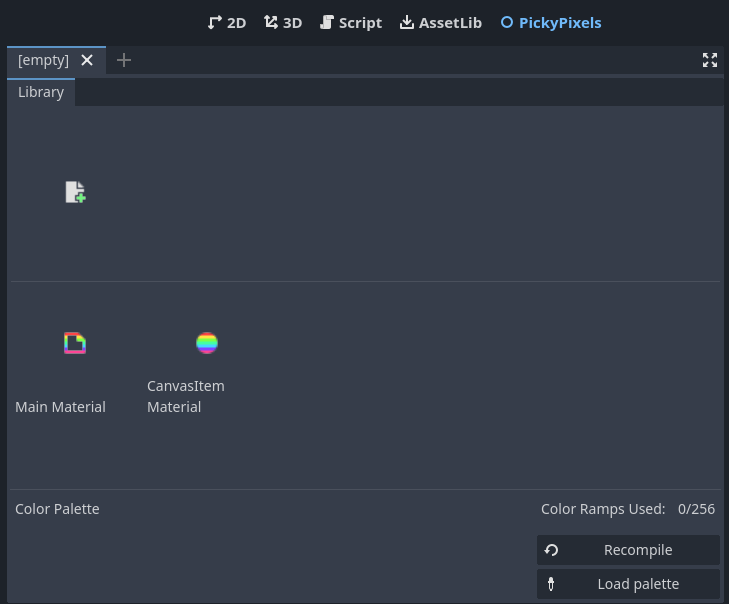 2D 3D Script AssetLib PickyPixels
[empty]
Library
Main Material
CanvasItem
Material
Color Palette
Color Ramps Used: 0/256
Recompile
Load palette